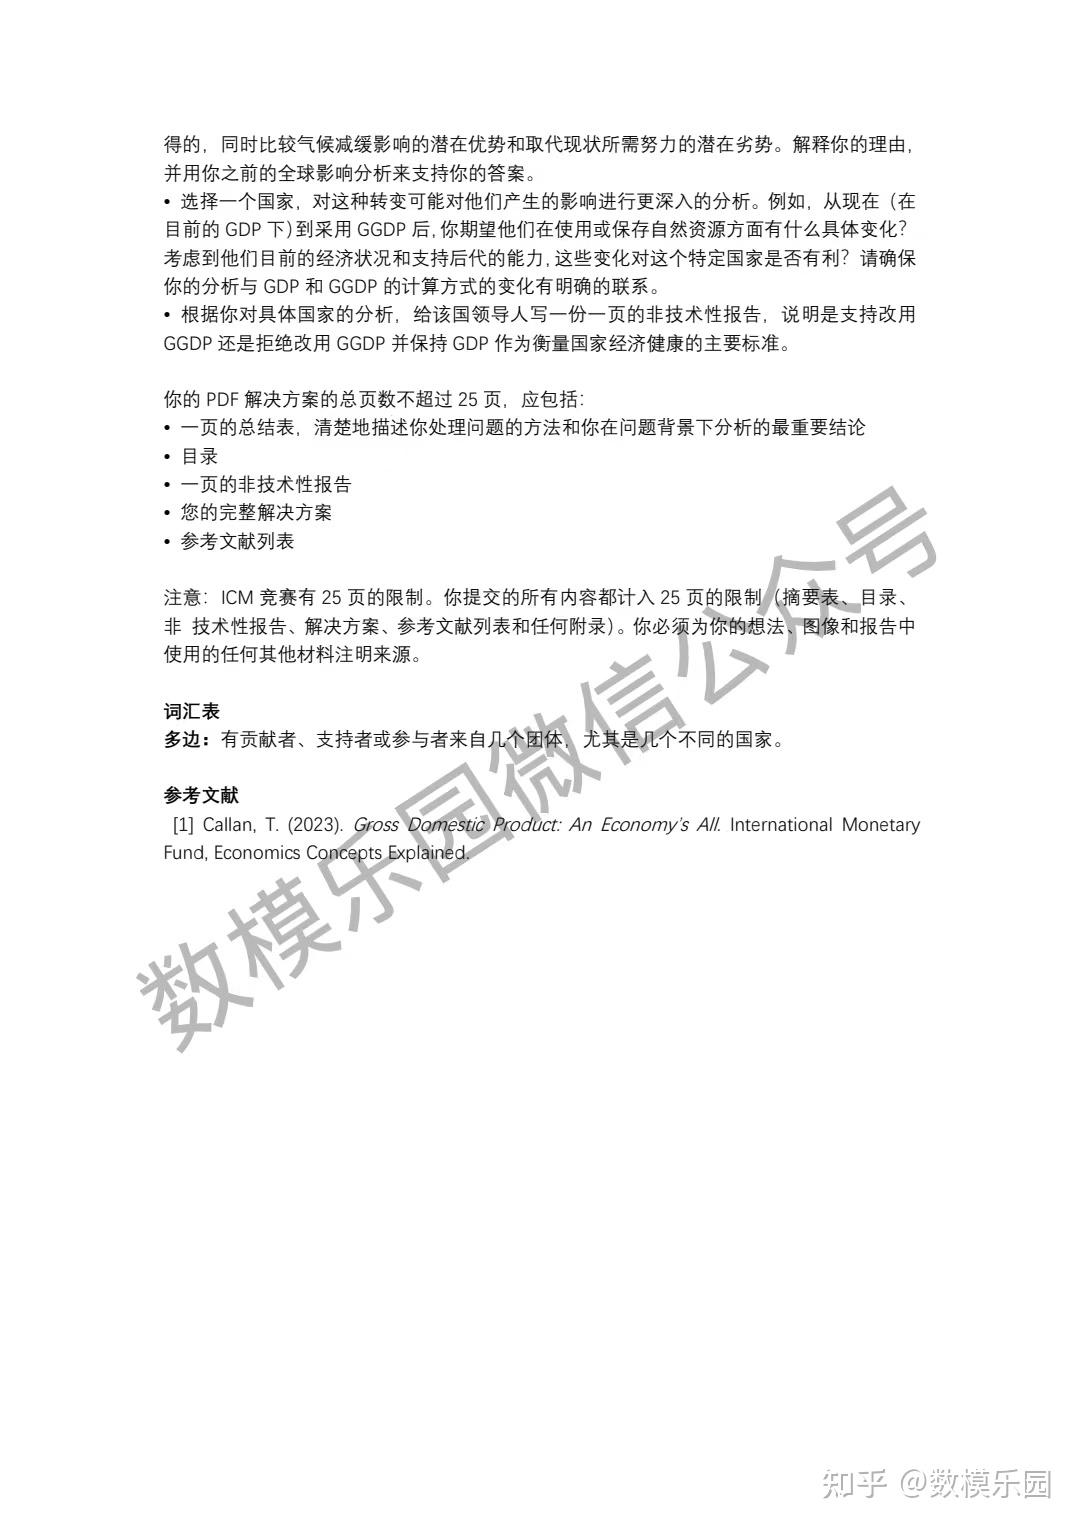 得的，同时比较气候减缓影响的潜在优势和取代现状所需努力的潜在劣势。解释你的理由，
并用你之前的全球影响分析来支持你的答案。
• 选择一个国家，对这种转变可能对他们产生的影响进行更深入的分析。例如，从现在（在
目前的 GDP 下）到采用 GGDP 后，你期望他们在使用或保存自然资源方面有什么具体变化？
考虑到他们目前的经济状况和支持后代的能力，这些变化对这个特定国家是否有利？请确保
你的分析与 GDP 和 GGDP 的计算方式的变化有明确的联系。
• 根据你对具体国家的分析，给该国领导人写一份一页的非技术性报告，说明是支持改用
GGDP 还是拒绝改用 GGDP 并保持 GDP 作为衡量国家经济健康的主要标准。
你的 PDF 解决方案的总页数不超过 25 页，应包括：
• 一页的总结表，清楚地描述你处理问题的方法和你在问题背景下分析的最重要结论
• 目录
• 一页的非技术性报告
• 您的完整解决方案
• 参考文献列表
注意：ICM 竞赛有 25 页的限制。你提交的所有内容都计入 25 页的限制（摘要表、目录、
非 技术性报告、解决方案、参考文献列表和任何附录）。你必须为你的想法、图像和报告中
使用的任何其他材料注明来源。
词汇表
多边：有贡献者、支持者或参与者来自几个团体，尤其是几个不同的国家。
参考文献
[1] Callan, T. (2023). Gross Domestic Product: An Economy's All. International Monetary
Fund, Economics Concepts Explained.
数模乐园微信公众号
知乎 @数模乐园